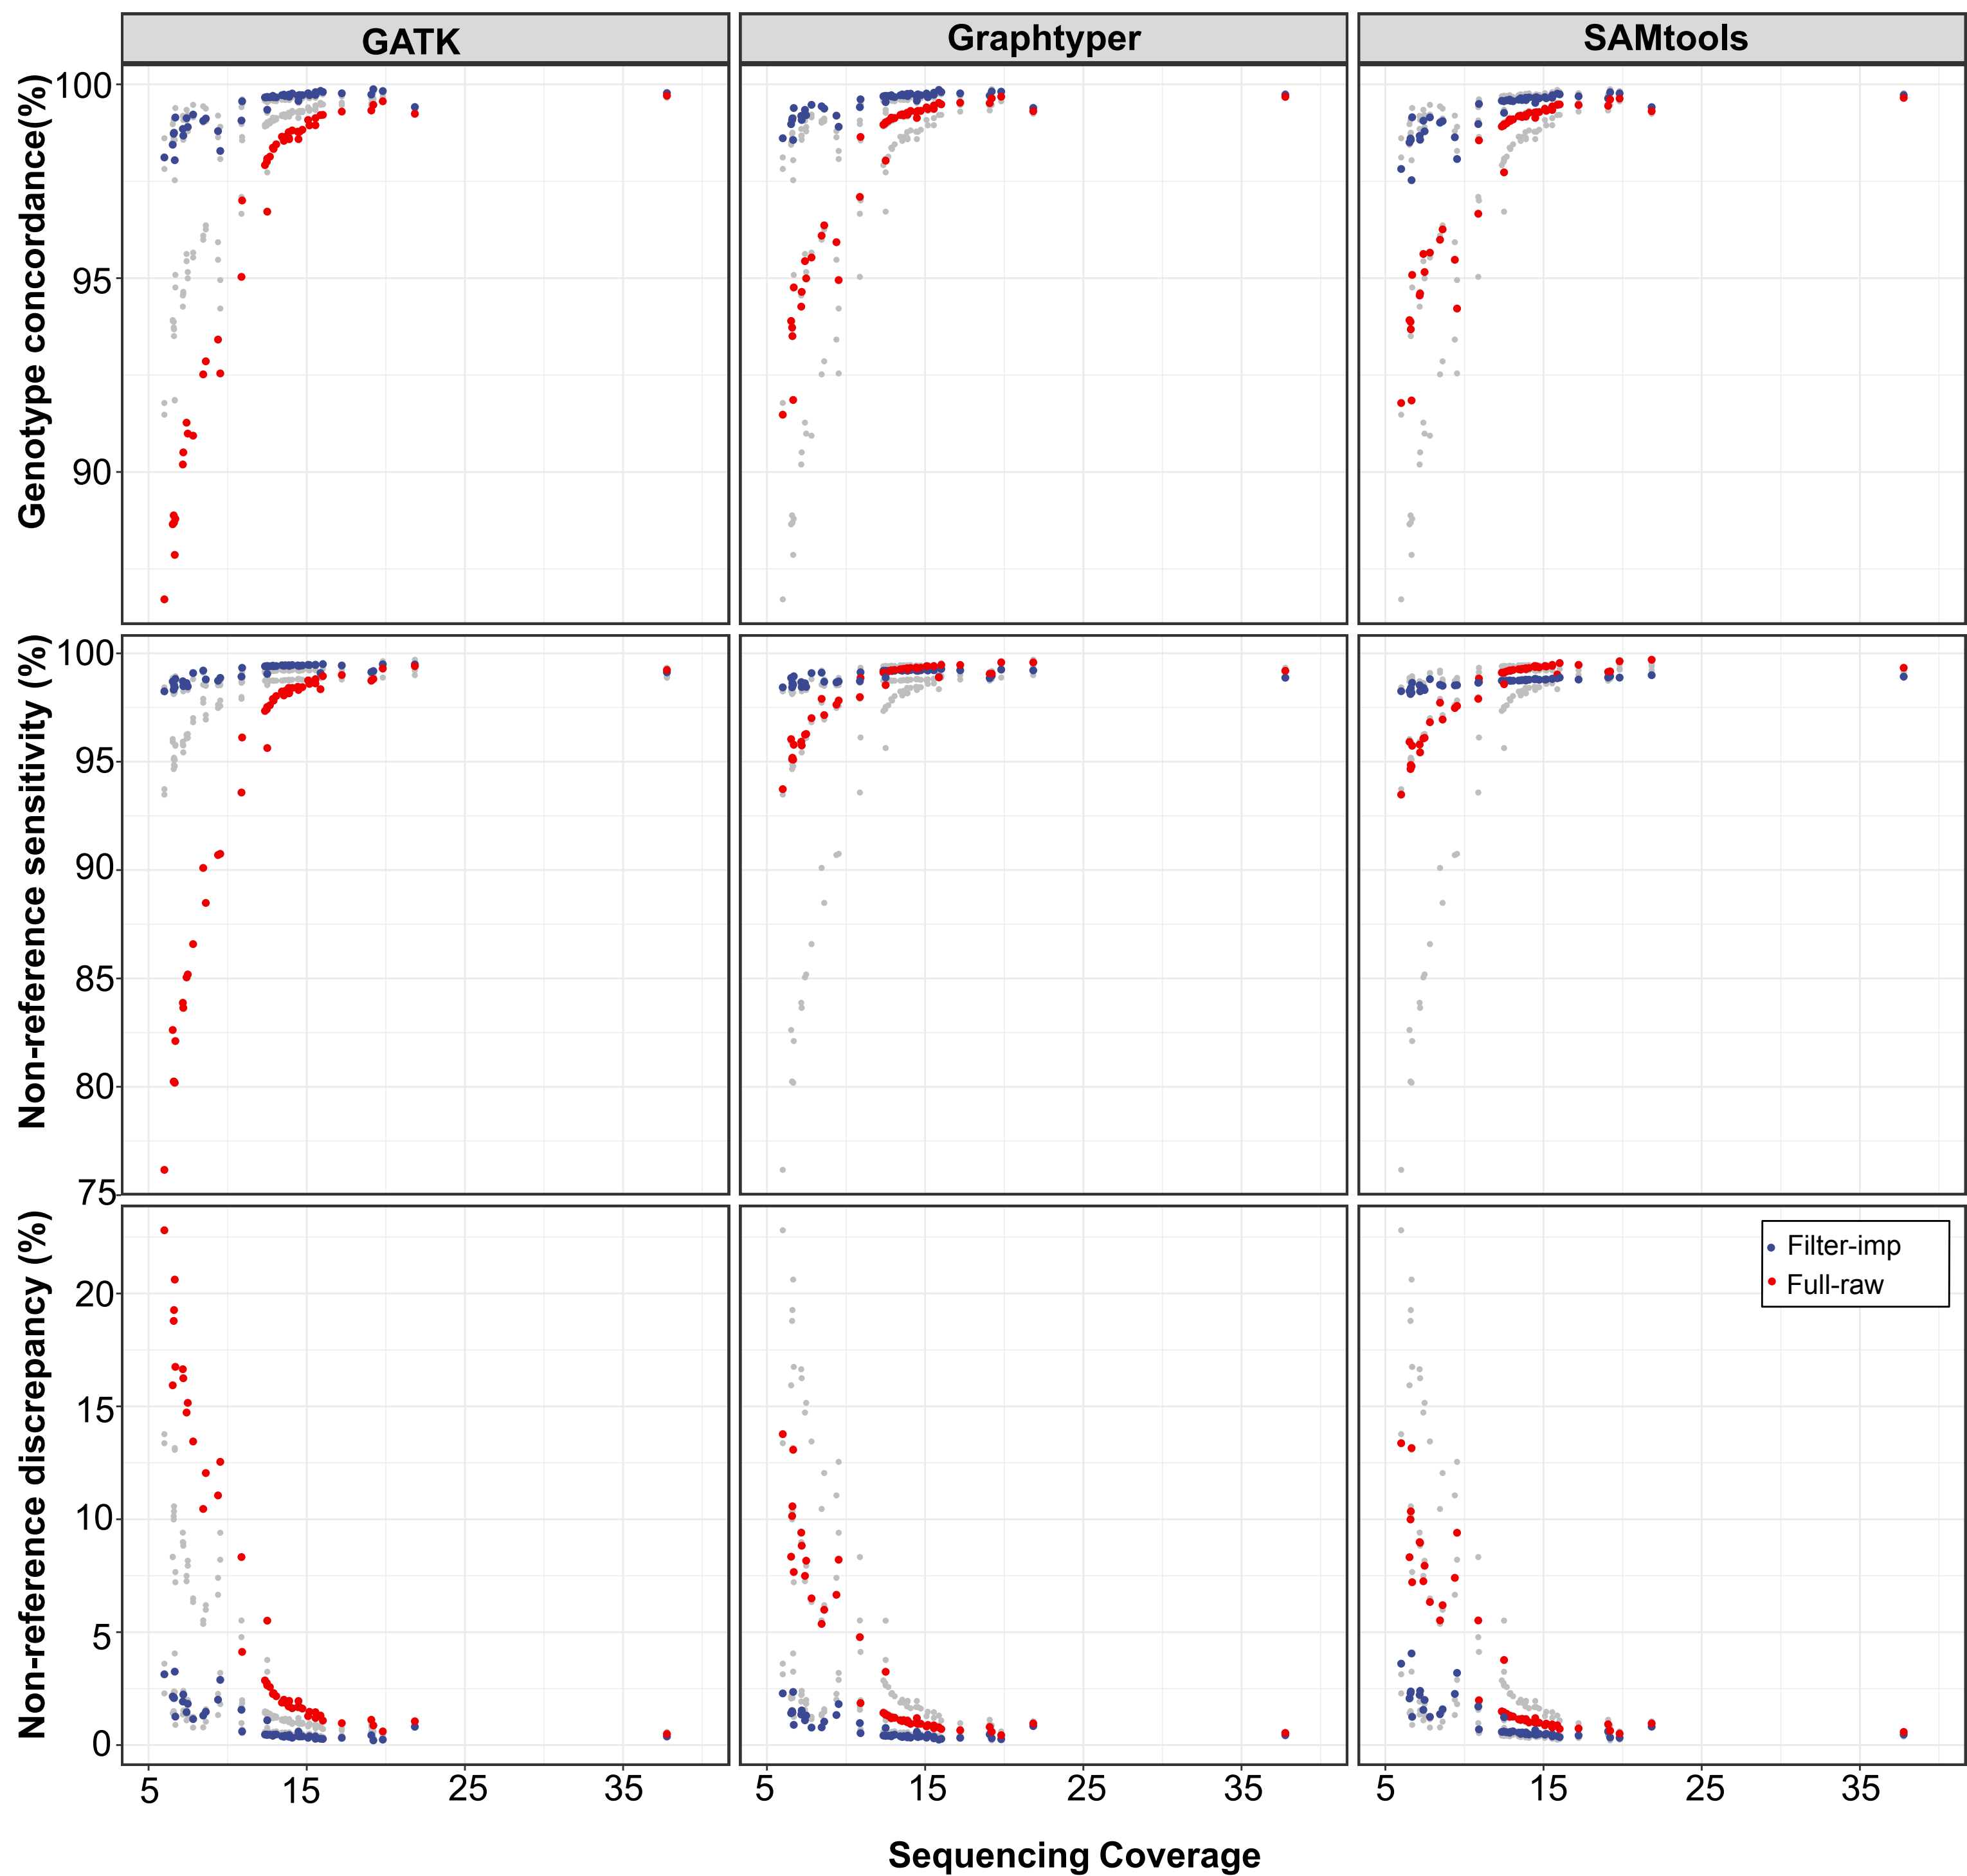 GATK
Graphtyper
SAMtools
Genotype concordance(%)
100
95
90
Non-reference sensitivity (%)
100
95
90
85
80
75
Non-reference discrepancy (%)
20
15
10
5
0
Filter-imp
Full-raw
5 15 25 35
5 15 25 35
5 15 25 35
Sequencing Coverage